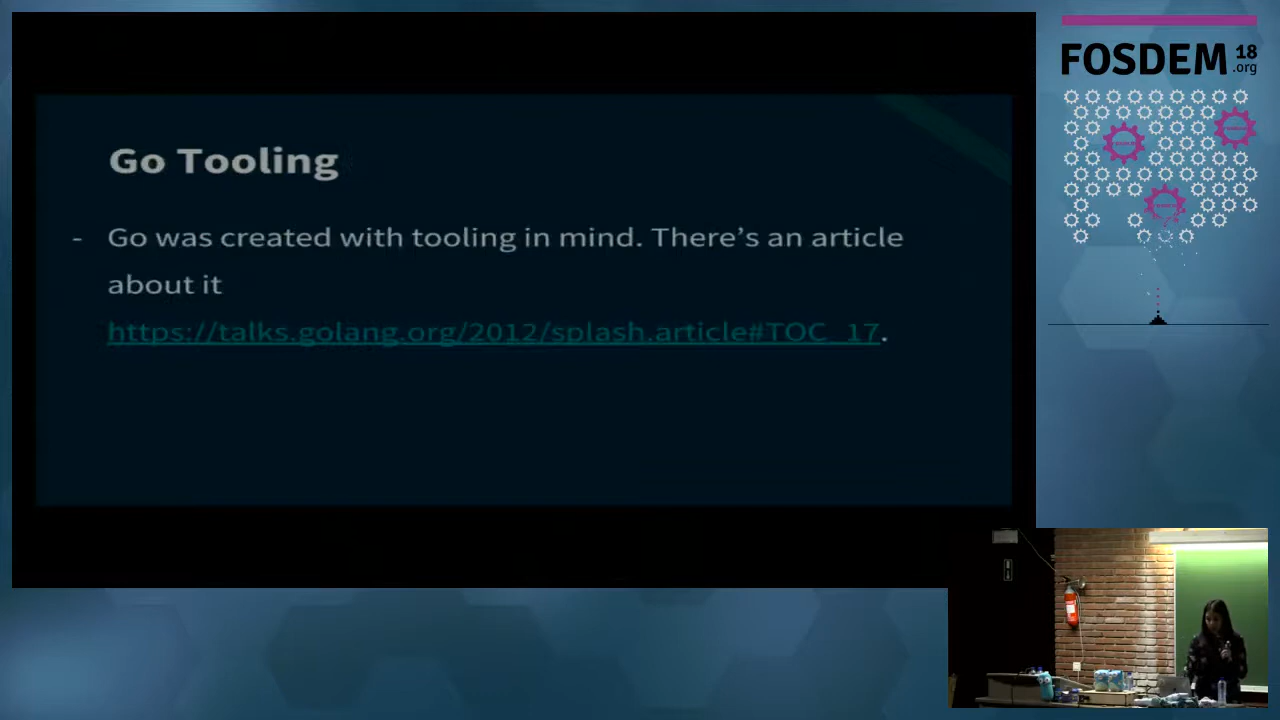 Go Tooling
- Go was created with tooling in mind. There's an article
about it
https://talks.golang.org/2012/splash.article#TOC_17.
FOSDEM 18
.org